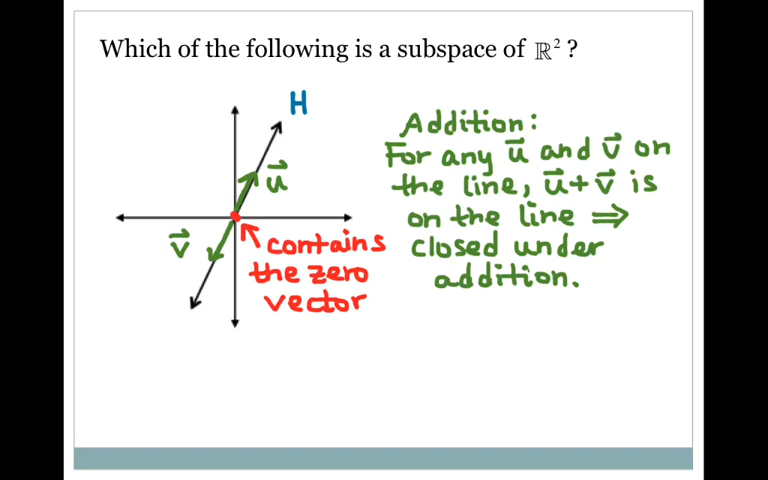 Which of the following is a subspace of ℝ² ?
H
u⃗
v⃗
contains
the zero
vector
Addition:
For any u⃗ and v⃗ on
the line, u⃗+v⃗ is
on the line ⇒
closed under
addition.